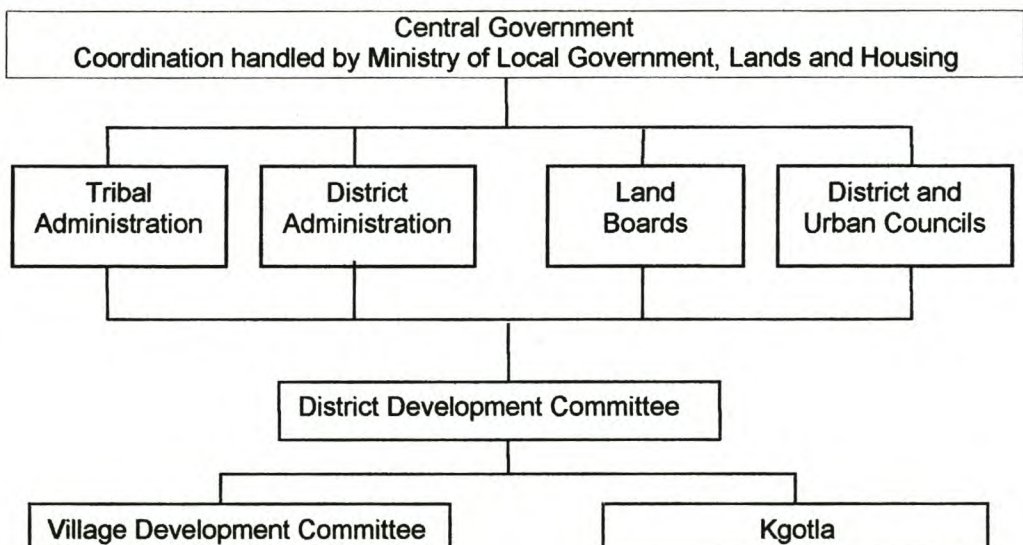 Central Government
Coordination handled by Ministry of Local Government, Lands and Housing
Tribal
Administration
District
Administration
Land
Boards
District and
Urban Councils
District Development Committee
Village Development Committee
Kgotla